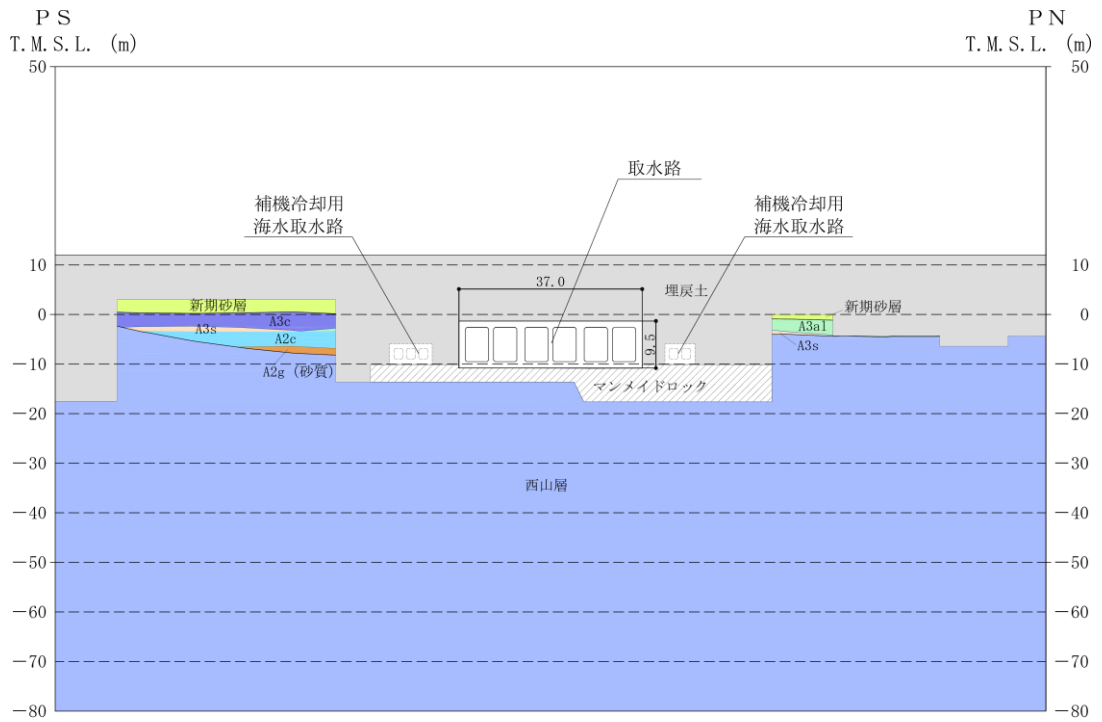 PS
T.M.S.L. (m)
PN
T.M.S.L. (m)
50
50
取水路
補機冷却用
海水取水路
補機冷却用
海水取水路
10
10
37.0
埋戻土
新期砂層
新期砂層
0
0
A3c
A3s
A3al
A2c
9.5
A3s
−10
−10
A2g（砂質）
マンメイドロック
−20
−20
−30
−30
西山層
−40
−40
−50
−50
−60
−60
−70
−70
−80
−80